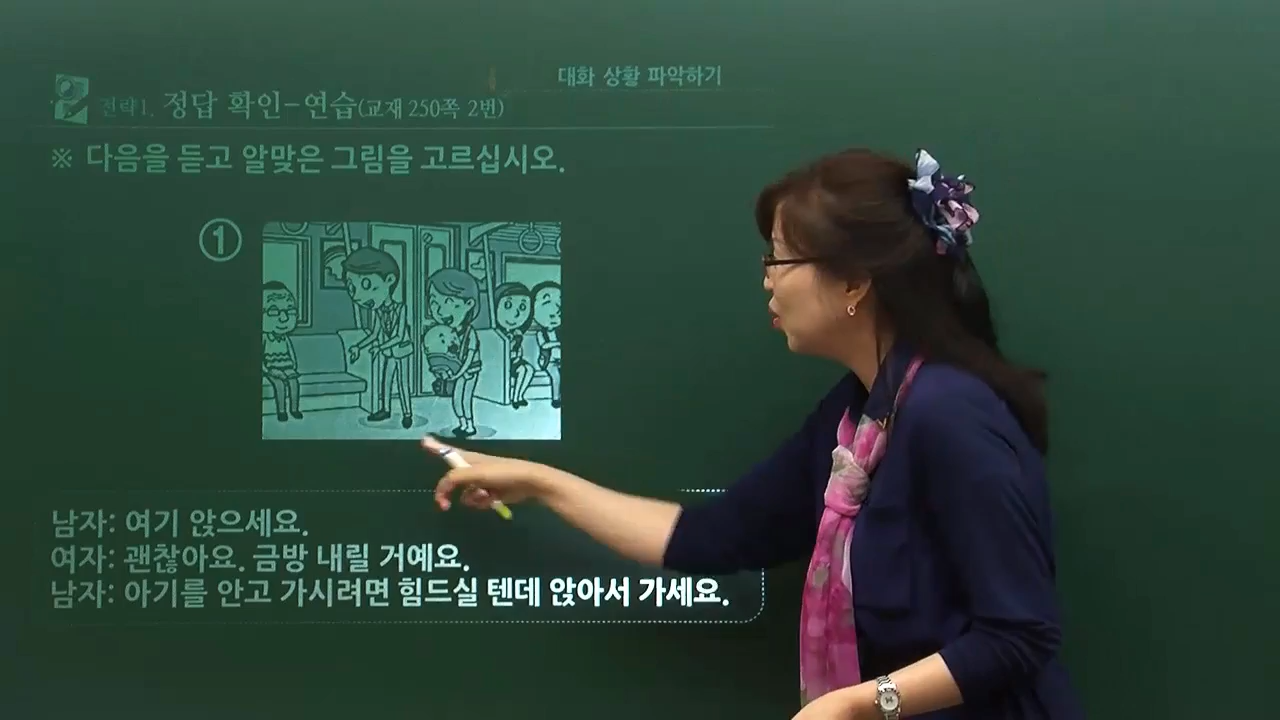 대화 상황 파악하기
전략1. 정답 확인-연습(교재 250쪽 2번)
※ 다음을 듣고 알맞은 그림을 고르십시오.
①
남자: 여기 앉으세요.
여자: 괜찮아요. 금방 내릴 거예요.
남자: 아기를 안고 가시려면 힘드실 텐데 앉아서 가세요.